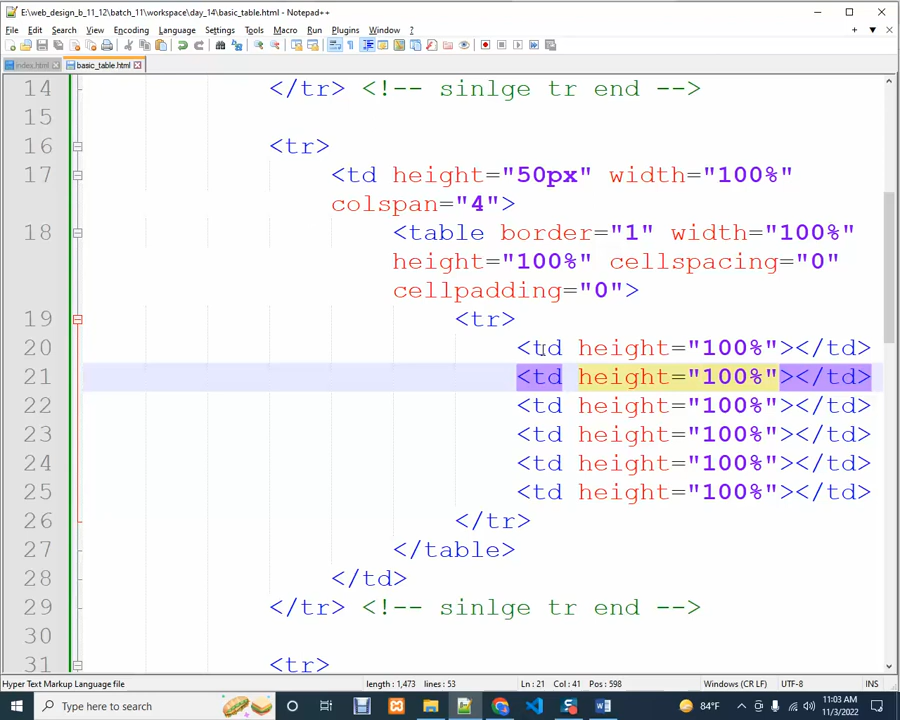 E:\web_design_b_11_12\batch_11\workspace\day_14\basic_table.html - Notepad++
File Edit Search View Encoding Language Settings Tools Macro Run Plugins Window ?
index.html basic_table.html
14 </tr> <!-- sinlge tr end -->
15
16 <tr>
17 <td height="50px" width="100%"
colspan="4">
18 <table border="1" width="100%"
height="100%" cellspacing="0"
cellpadding="0">
19 <tr>
20 <td height="100%"></td>
21 <td height="100%"></td>
22 <td height="100%"></td>
23 <td height="100%"></td>
24 <td height="100%"></td>
25 <td height="100%"></td>
26 </tr>
27 </table>
28 </td>
29 </tr> <!-- sinlge tr end -->
30
31 <tr>
Hyper Text Markup Language file length : 1,473 lines : 53 Ln : 21 Col : 41 Pos : 598 Windows (CR LF) UTF-8 INS
Type here to search 84°F 11:03 AM
11/3/2022